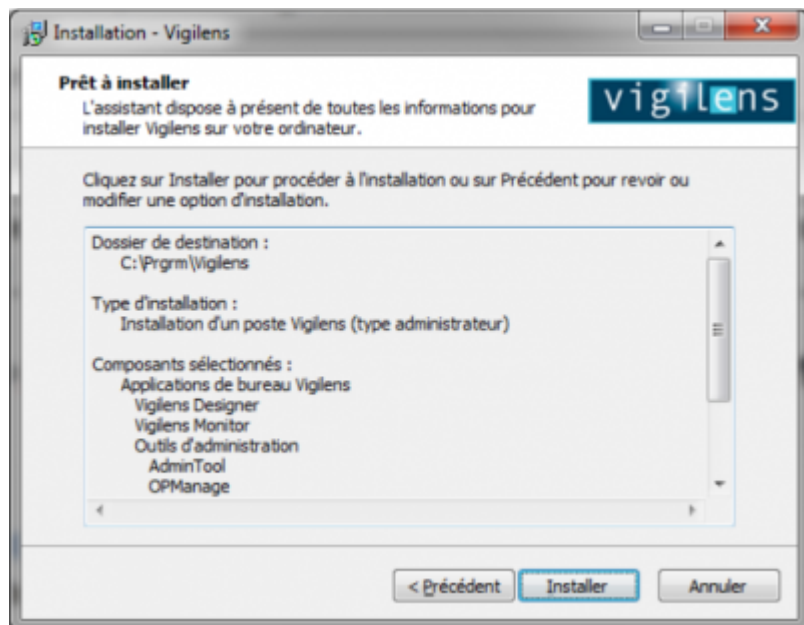 Installation - Vigilens
Prêt à installer
L'assistant dispose à présent de toutes les informations pour
installer Vigilens sur votre ordinateur.
vigilens
Cliquez sur Installer pour procéder à l'installation ou sur Précédent pour revoir ou
modifier une option d'installation.
Dossier de destination :
C:\Prgrm\Vigilens
Type d'installation :
Installation d'un poste Vigilens (type administrateur)
Composants sélectionnés :
Applications de bureau Vigilens
Vigilens Designer
Vigilens Monitor
Outils d'administration
AdminTool
OPManage
< Précédent
Installer
Annuler